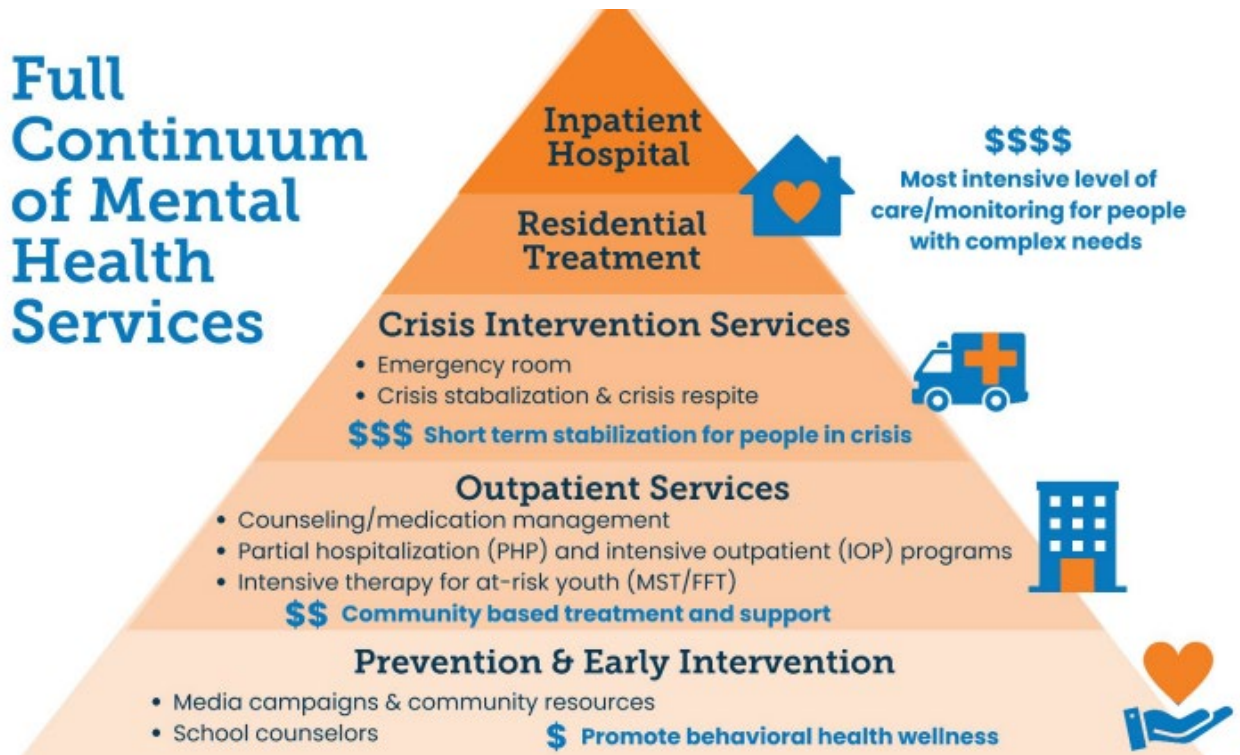 Full
Continuum
of Mental
Health
Services
Inpatient
Hospital
$$$$
Most intensive level of
care/monitoring for people
with complex needs
Residential
Treatment
Crisis Intervention Services
• Emergency room
• Crisis stabalization & crisis respite
$$$ Short term stabilization for people in crisis
Outpatient Services
• Counseling/medication management
• Partial hospitalization (PHP) and intensive outpatient (IOP) programs
• Intensive therapy for at-risk youth (MST/FFT)
$$ Community based treatment and support
Prevention & Early Intervention
• Media campaigns & community resources
• School counselors
$ Promote behavioral health wellness